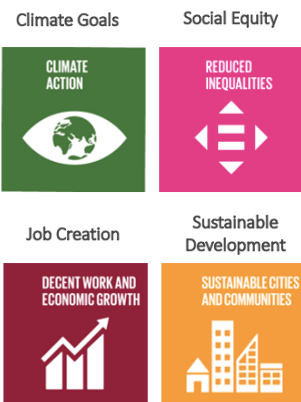 Climate Goals
Social Equity
CLIMATE
ACTION
REDUCED
INEQUALITIES
Job Creation
Sustainable
Development
DECENT WORK AND
ECONOMIC GROWTH
SUSTAINABLE CITIES
AND COMMUNITIES